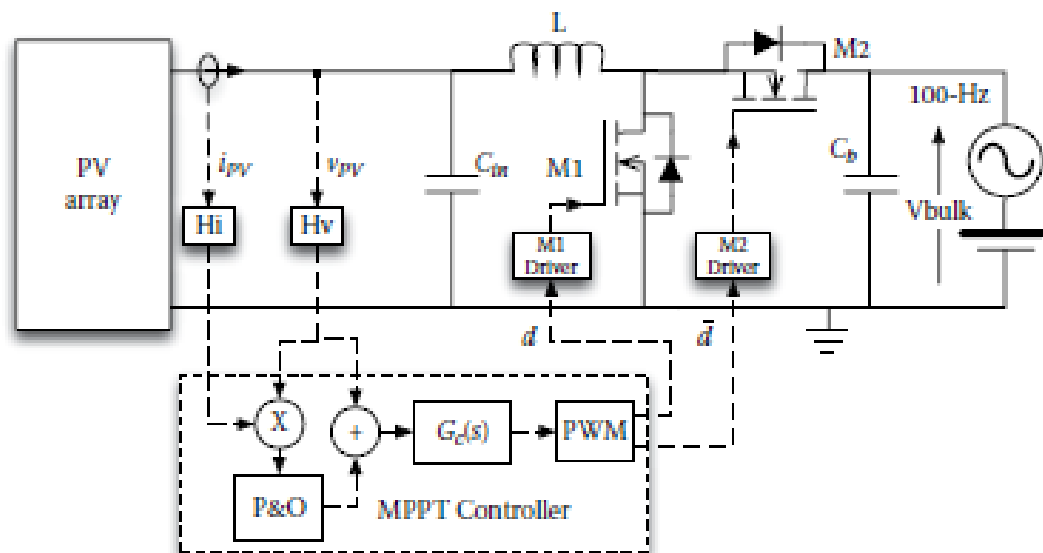 L
M2
100-Hz
PV
array
iPV
vPV
Cin
M1
Cb
Vbulk
Hi
Hv
M1
Driver
M2
Driver
d
d̄
X
+
Gc(s)
PWM
P&O
MPPT Controller